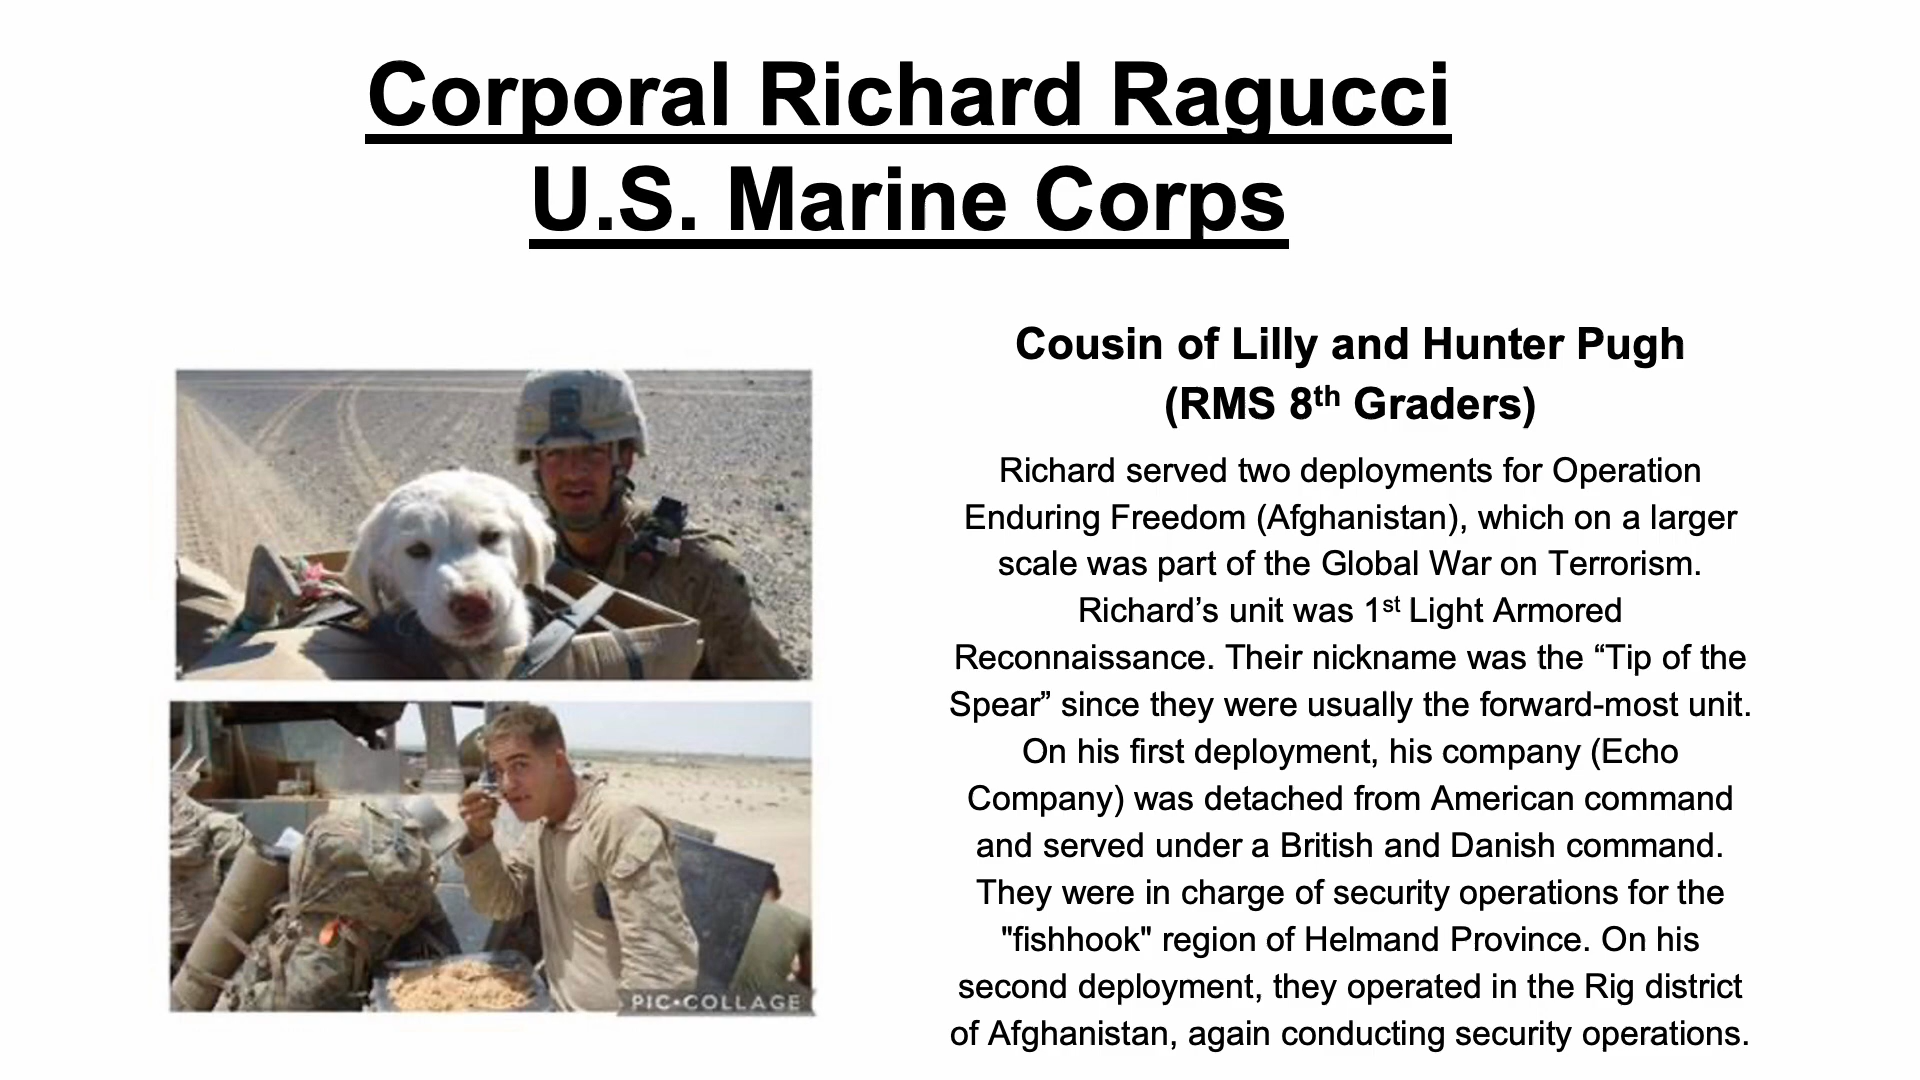 Corporal Richard Ragucci
U.S. Marine Corps
Cousin of Lilly and Hunter Pugh
(RMS 8th Graders)
Richard served two deployments for Operation
Enduring Freedom (Afghanistan), which on a larger
scale was part of the Global War on Terrorism.
Richard’s unit was 1st Light Armored
Reconnaissance. Their nickname was the “Tip of the
Spear” since they were usually the forward-most unit.
On his first deployment, his company (Echo
Company) was detached from American command
and served under a British and Danish command.
They were in charge of security operations for the
"fishhook" region of Helmand Province. On his
second deployment, they operated in the Rig district
of Afghanistan, again conducting security operations.
PIC•COLLAGE